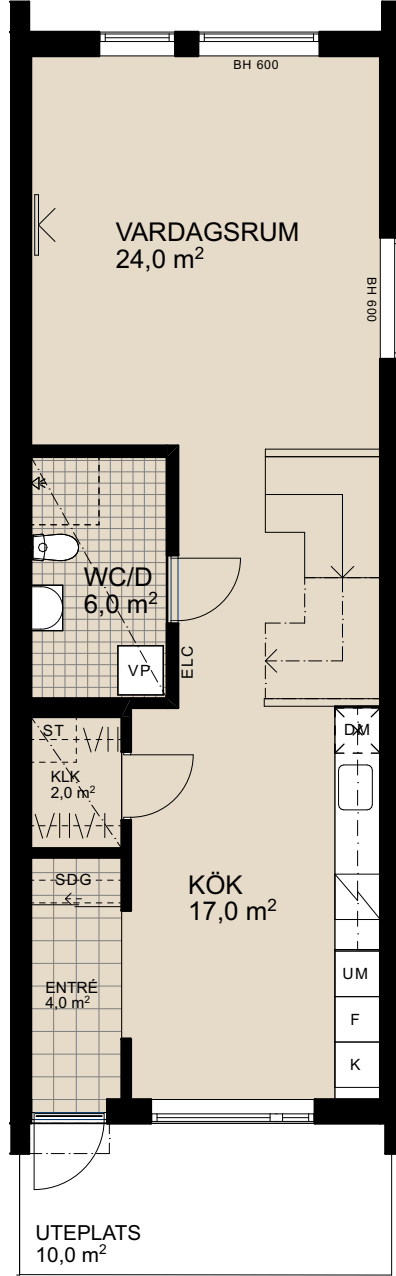 BH 600
VARDAGSRUM
24,0 m²
BH 600
WC/D
6,0 m²
VP
ELC
ST
DM
KLK
2,0 m²
SDG
KÖK
17,0 m²
UM
ENTRÉ
4,0 m²
F
K
UTEPLATS
10,0 m²